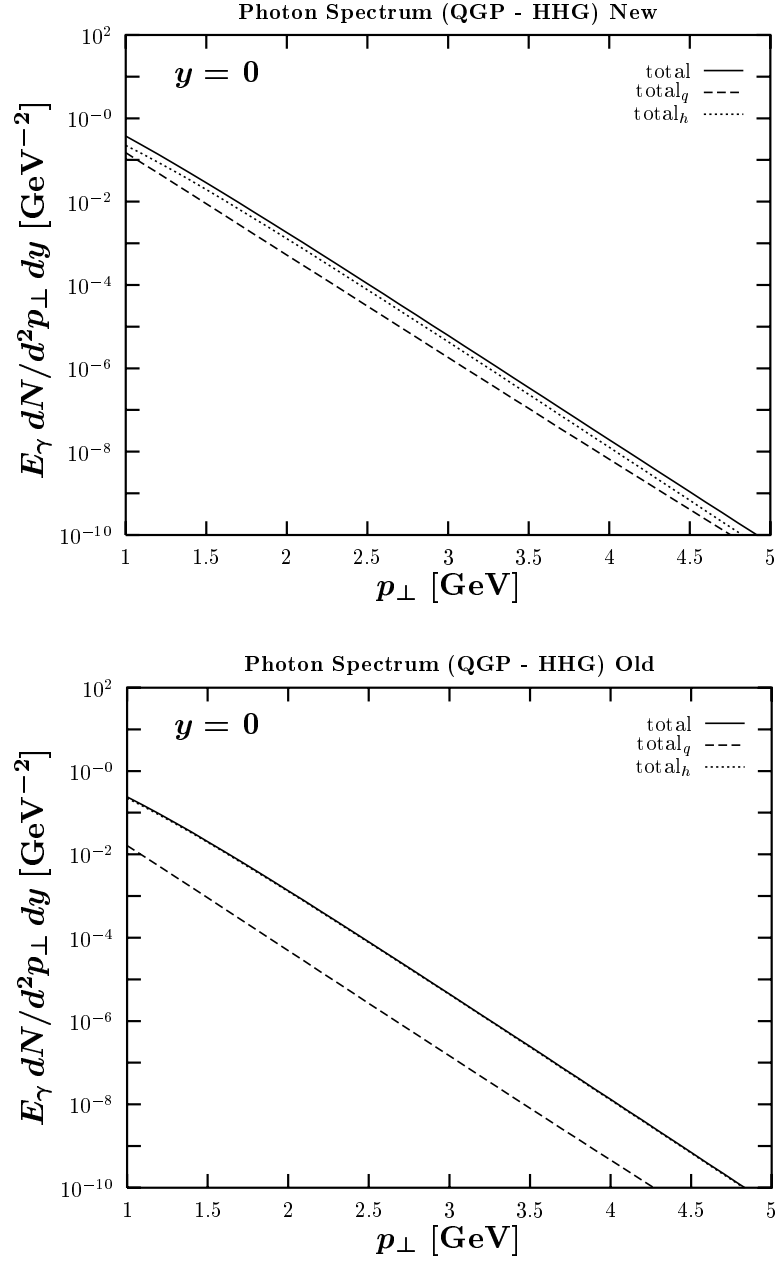 Photon Spectrum (QGP - HHG) New
y = 0
total
total_q
total_h
10^2
10^-0
10^-2
10^-4
10^-6
10^-8
10^-10
E_γ dN/d^2p_⊥ dy [GeV^-2]
1 1.5 2 2.5 3 3.5 4 4.5 5
p_⊥ [GeV]
Photon Spectrum (QGP - HHG) Old
y = 0
total
total_q
total_h
10^2
10^-0
10^-2
10^-4
10^-6
10^-8
10^-10
E_γ dN/d^2p_⊥ dy [GeV^-2]
1 1.5 2 2.5 3 3.5 4 4.5 5
p_⊥ [GeV]